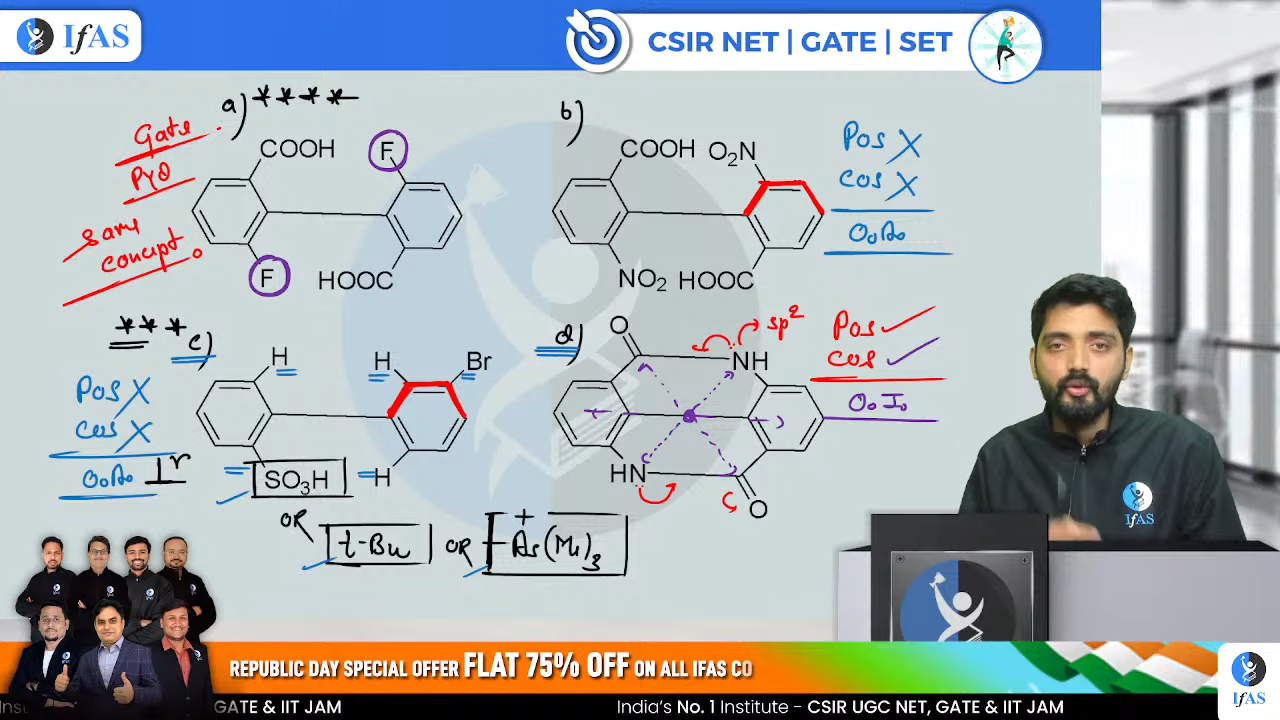 IfAS
CSIR NET | GATE | SET
a) ****
Gate
PYQ
Same
concept
COOH
F
F
HOOC
b)
COOH
O2N
NO2
HOOC
Pos X
Cos X
O.A.
*** c)
H
H
Br
SO3H
H
Pos X
Cos X
O.A.
OR
t-Bu
OR
+
As(Me)3
d)
O
NH
sp²
HN
O
Pos ✓
Cos ✓
O.I.
IfAS
REPUBLIC DAY SPECIAL OFFER FLAT 75% OFF ON ALL IFAS CO
GATE & IIT JAM
India's No. 1 Institute - CSIR UGC NET, GATE & IIT JAM
IfAS